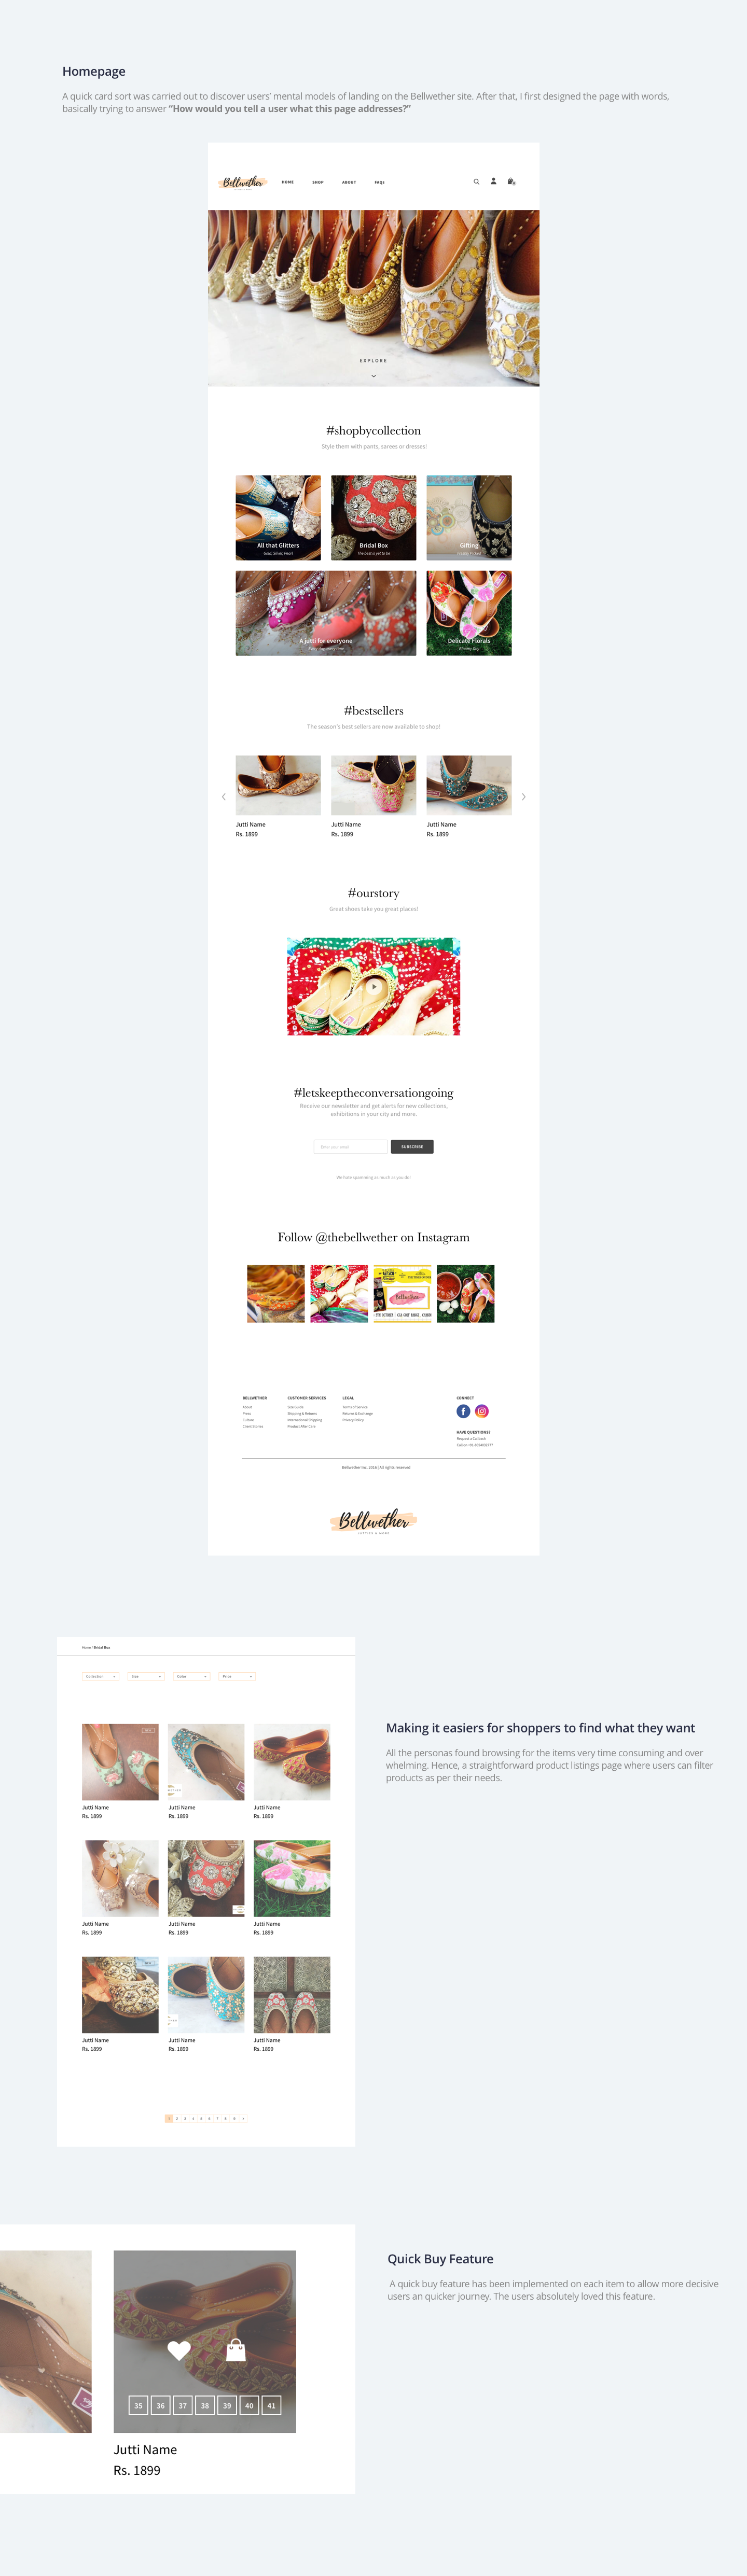 Homepage
A quick card sort was carried out to discover users' mental models of landing on the Bellwether site. After that, I first designed the page with words,
basically trying to answer “How would you tell a user what this page addresses?”
Bellwether
HOME SHOP ABOUT FAQs
EXPLORE
#shopbycollection
Style them with pants, sarees or dresses!
All that Glitters
Gold, Silver, Pearl
Bridal Box
The best is yet to be
Gifting
A jutti for everyone
Delicate Florals
#bestsellers
The season's best sellers are now available to shop!
Jutti Name Jutti Name Jutti Name
Rs. 1899 Rs. 1899 Rs. 1899
#ourstory
Great shoes take you great places!
#letskeeptheconversationgoing
Receive our newsletter and get alerts for new collections,
exhibitions in your city and more.
Enter your email SUBSCRIBE
We hate spamming as much as you do!
Follow @thebellwether on Instagram
Bellwether
BELLWETHER CUSTOMER SERVICES LEGAL CONNECT
About Size Guide Terms of Service
Press Shipping & Returns Returns & Exchange
Culture International Shipping Privacy Policy
Client Stories Product After Care
HAVE QUESTIONS?
Request a Callback
Bellwether Inc. 2016 | All rights reserved
Bellwether
JUTTIS & MORE
Home / Bridal Box
Collection Size Color Price
Jutti Name Jutti Name Jutti Name
Rs. 1899 Rs. 1899 Rs. 1899
Jutti Name Jutti Name Jutti Name
Rs. 1899 Rs. 1899 Rs. 1899
Jutti Name Jutti Name Jutti Name
Rs. 1899 Rs. 1899 Rs. 1899
1 2 3 4 5 6 7 8 9 >
Making it easiers for shoppers to find what they want
All the personas found browsing for the items very time consuming and over
whelming. Hence, a straightforward product listings page where users can filter
products as per their needs.
Quick Buy Feature
A quick buy feature has been implemented on each item to allow more decisive
users an quicker journey. The users absolutely loved this feature.
35 36 37 38 39 40 41
Jutti Name
Rs. 1899